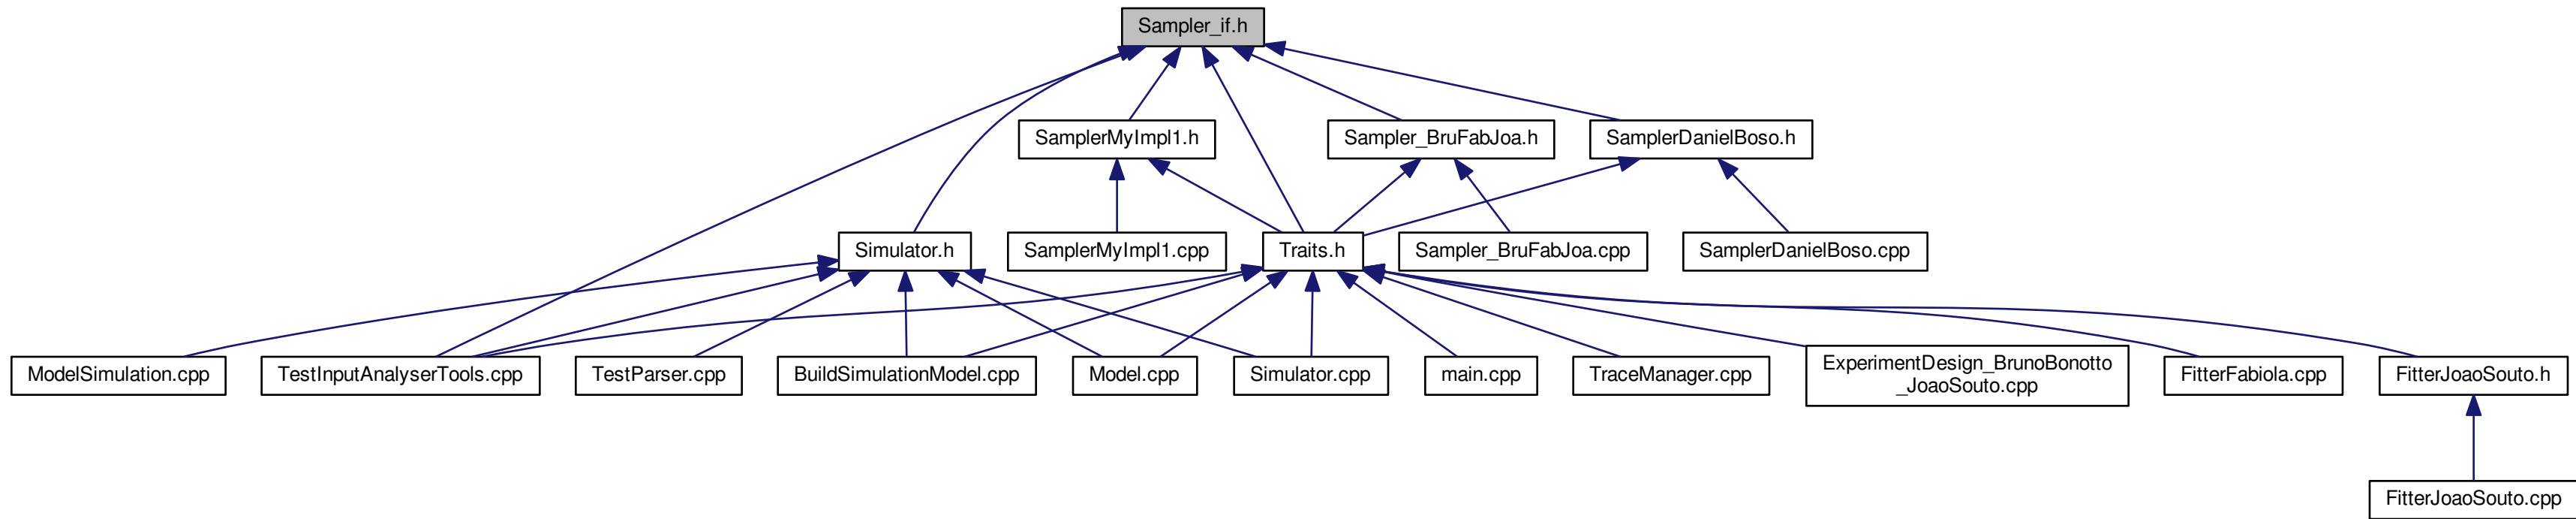 Sampler_if.h
SamplerMyImpl1.h
Sampler_BruFabJoa.h
SamplerDanielBoso.h
Simulator.h
SamplerMyImpl1.cpp
Traits.h
Sampler_BruFabJoa.cpp
SamplerDanielBoso.cpp
ModelSimulation.cpp
TestInputAnalyserTools.cpp
TestParser.cpp
BuildSimulationModel.cpp
Model.cpp
Simulator.cpp
main.cpp
TraceManager.cpp
ExperimentDesign_BrunoBonotto
_JoaoSouto.cpp
FitterFabiola.cpp
FitterJoaoSouto.h
FitterJoaoSouto.cpp